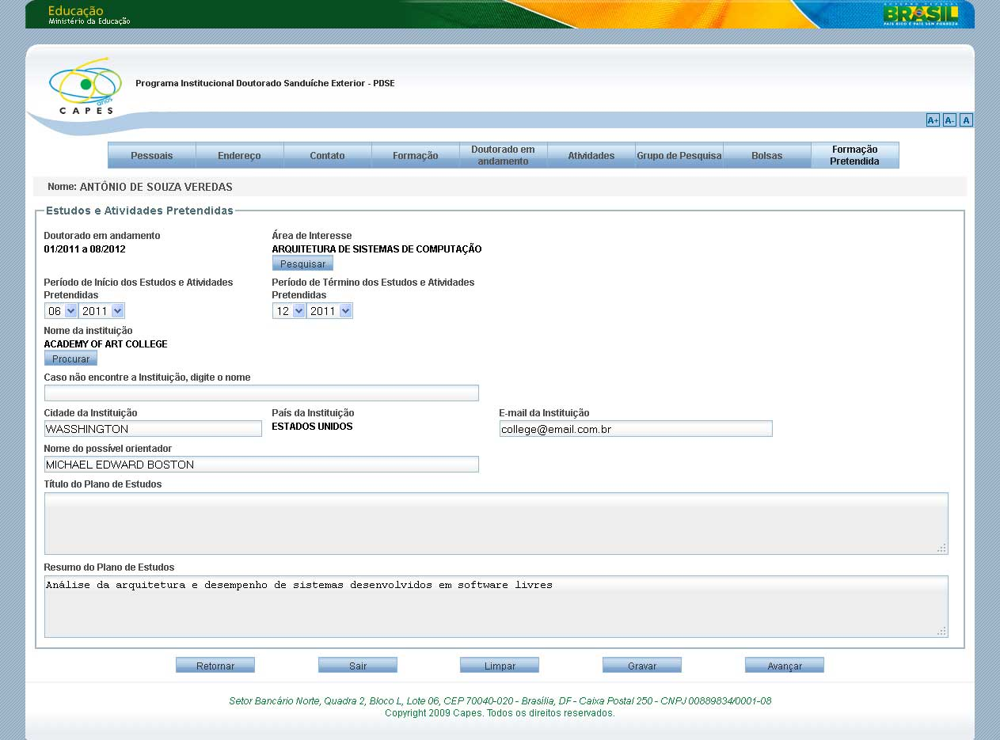 Educação
Ministério da Educação
GOVERNO FEDERAL
BRASIL
PAÍS RICO É PAÍS SEM POBREZA
CAPES
anos
Programa Institucional Doutorado Sanduíche Exterior - PDSE
A+ A- A
Pessoais Endereço Contato Formação Doutorado em andamento Atividades Grupo de Pesquisa Bolsas Formação Pretendida
Nome: ANTÔNIO DE SOUZA VEREDAS
Estudos e Atividades Pretendidas
Doutorado em andamento Área de Interesse
01/2011 a 08/2012 ARQUITETURA DE SISTEMAS DE COMPUTAÇÃO
Pesquisar
Período de Início dos Estudos e Atividades Pretendidas
Período de Término dos Estudos e Atividades Pretendidas
06 2011 12 2011
Nome da instituição
ACADEMY OF ART COLLEGE
Procurar
Caso não encontre a Instituição, digite o nome
Cidade da Instituição País da Instituição E-mail da Instituição
WASSHINGTON ESTADOS UNIDOS college@email.com.br
Nome do possível orientador
MICHAEL EDWARD BOSTON
Título do Plano de Estudos
Resumo do Plano de Estudos
Análise da arquitetura e desempenho de sistemas desenvolvidos em software livres
Retornar Sair Limpar Gravar Avançar
Setor Bancário Norte, Quadra 2, Bloco L, Lote 06, CEP 70040-020 - Brasília, DF - Caixa Postal 250 - CNPJ 00889834/0001-08
Copyright 2009 Capes. Todos os direitos reservados.